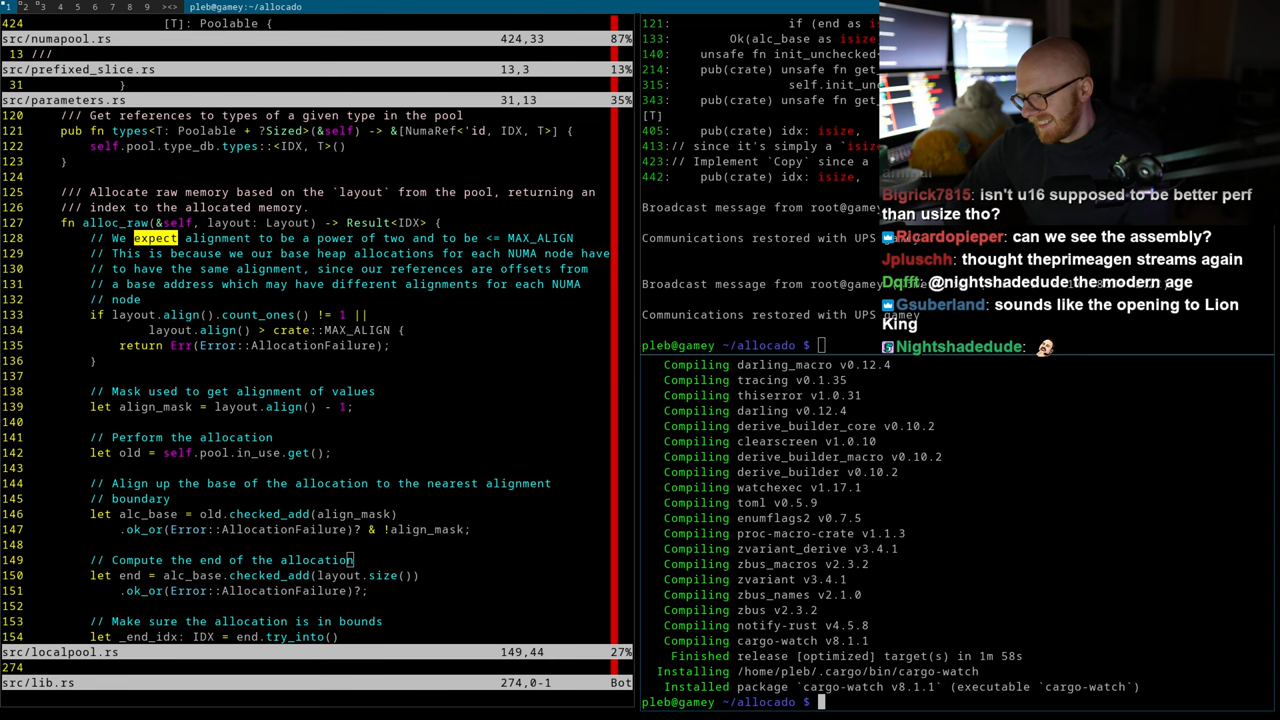 1 2 3 4 5 6 7 8 9 ><> pleb@gamey:~/allocado
424 [T]: Poolable {
src/numapool.rs 424,33 87%
13 ///
src/prefixed_slice.rs 13,3 13%
31 }
src/parameters.rs 31,13 35%
120 /// Get references to types of a given type in the pool
121 pub fn types<T: Poolable + ?Sized>(&self) -> &[NumaRef<'id, IDX, T>] {
122 self.pool.type_db.types::<IDX, T>()
123 }
124
125 /// Allocate raw memory based on the `layout` from the pool, returning an
126 /// index to the allocated memory.
127 fn alloc_raw(&self, layout: Layout) -> Result<IDX> {
128 // We expect alignment to be a power of two and to be <= MAX_ALIGN
129 // This is because we our base heap allocations for each NUMA node have
130 // to have the same alignment, since our references are offsets from
131 // a base address which may have different alignments for each NUMA
132 // node
133 if layout.align().count_ones() != 1 ||
134 layout.align() > crate::MAX_ALIGN {
135 return Err(Error::AllocationFailure);
136 }
137
138 // Mask used to get alignment of values
139 let align_mask = layout.align() - 1;
140
141 // Perform the allocation
142 let old = self.pool.in_use.get();
143
144 // Align up the base of the allocation to the nearest alignment
145 // boundary
146 let alc_base = old.checked_add(align_mask)
147 .ok_or(Error::AllocationFailure)? & !align_mask;
148
149 // Compute the end of the allocation
150 let end = alc_base.checked_add(layout.size())
151 .ok_or(Error::AllocationFailure)?;
152
153 // Make sure the allocation is in bounds
154 let _end_idx: IDX = end.try_into()
src/localpool.rs 149,44 27%
274
src/lib.rs 274,0-1 Bot
121: if (end as i
133: Ok(alc_base as isize
140: unsafe fn init_unchecked
214: pub(crate) unsafe fn get_
315: self.init_un
343: pub(crate) unsafe fn get_
[T]
405: pub(crate) idx: isize,
413:// since it's simply a `isiz
423:// Implement `Copy` since a
442: pub(crate) idx: isize,
Broadcast message from root@game
Communications restored with UPS gamey
Broadcast message from root@gamey
Communications restored with UPS gamey
pleb@gamey ~/allocado $
Compiling darling_macro v0.12.4
Compiling tracing v0.1.35
Compiling thiserror v1.0.31
Compiling darling v0.12.4
Compiling derive_builder_core v0.10.2
Compiling clearscreen v1.0.10
Compiling derive_builder_macro v0.10.2
Compiling derive_builder v0.10.2
Compiling watchexec v1.17.1
Compiling toml v0.5.9
Compiling enumflags2 v0.7.5
Compiling proc-macro-crate v1.1.3
Compiling zvariant_derive v3.4.1
Compiling zbus_macros v2.3.2
Compiling zvariant v3.4.1
Compiling zbus_names v2.1.0
Compiling zbus v2.3.2
Compiling notify-rust v4.5.8
Compiling cargo-watch v8.1.1
Finished release [optimized] target(s) in 1m 58s
Installing /home/pleb/.cargo/bin/cargo-watch
Installed package `cargo-watch v8.1.1` (executable `cargo-watch`)
pleb@gamey ~/allocado $
animal
Bigrick7815: isn't u16 supposed to be better perf
than usize tho?
Ricardopieper: can we see the assembly?
Jpluschh: thought theprimeagen streams again
Dqfft: @nightshadedude the modern age
Gsuberland: sounds like the opening to Lion
King
Nightshadedude: